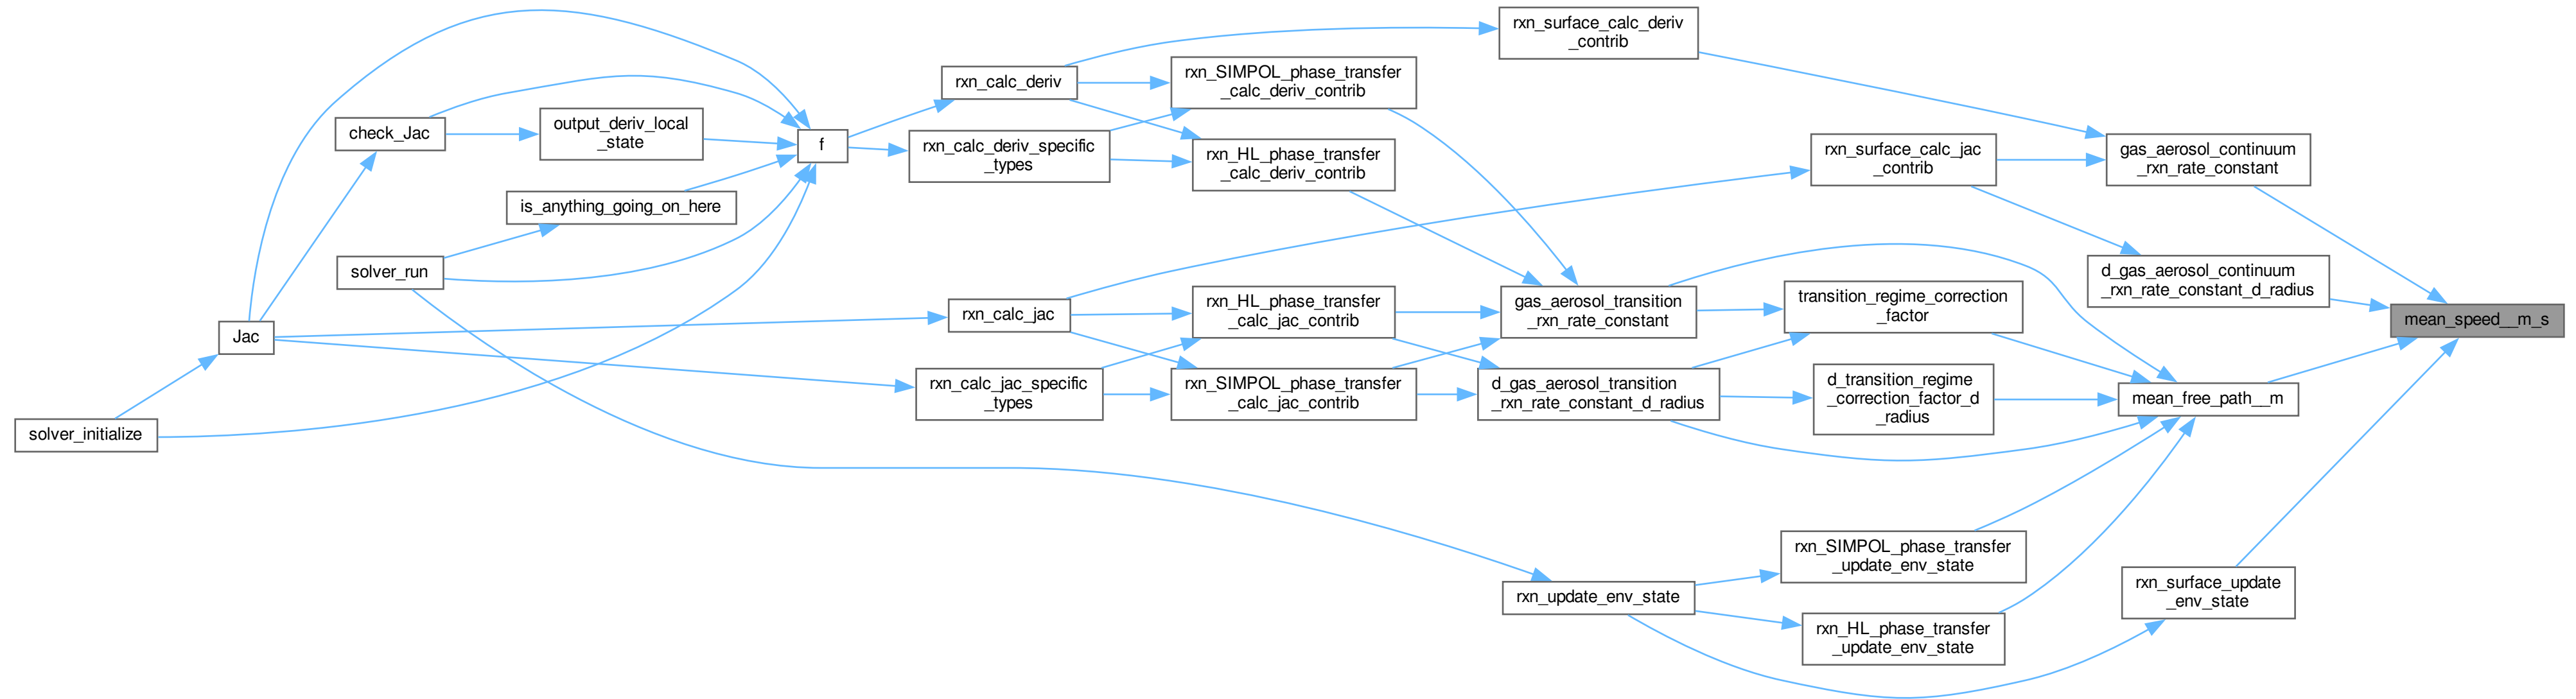 rxn_surface_calc_deriv
_contrib
rxn_calc_deriv
rxn_SIMPOL_phase_transfer
_calc_deriv_contrib
check_Jac
output_deriv_local
_state
f
rxn_calc_deriv_specific
_types
rxn_HL_phase_transfer
_calc_deriv_contrib
rxn_surface_calc_jac
_contrib
gas_aerosol_continuum
_rxn_rate_constant
is_anything_going_on_here
solver_run
d_gas_aerosol_continuum
_rxn_rate_constant_d_radius
Jac
rxn_calc_jac
rxn_HL_phase_transfer
_calc_jac_contrib
gas_aerosol_transition
_rxn_rate_constant
transition_regime_correction
_factor
mean_speed__m_s
rxn_calc_jac_specific
_types
rxn_SIMPOL_phase_transfer
_calc_jac_contrib
d_gas_aerosol_transition
_rxn_rate_constant_d_radius
d_transition_regime
_correction_factor_d
_radius
mean_free_path__m
solver_initialize
rxn_SIMPOL_phase_transfer
_update_env_state
rxn_update_env_state
rxn_HL_phase_transfer
_update_env_state
rxn_surface_update
_env_state